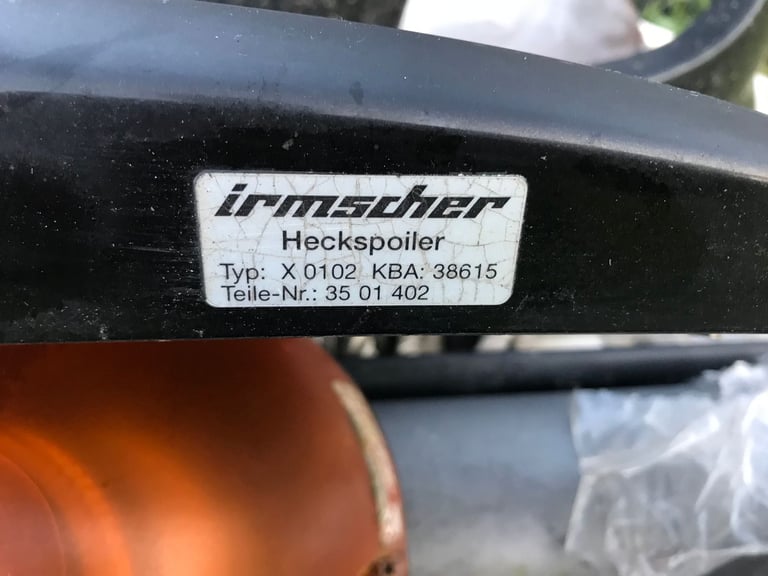 irmscher
Heckspoiler
Typ: X 0102 KBA: 38615
Teile-Nr.: 35 01 402